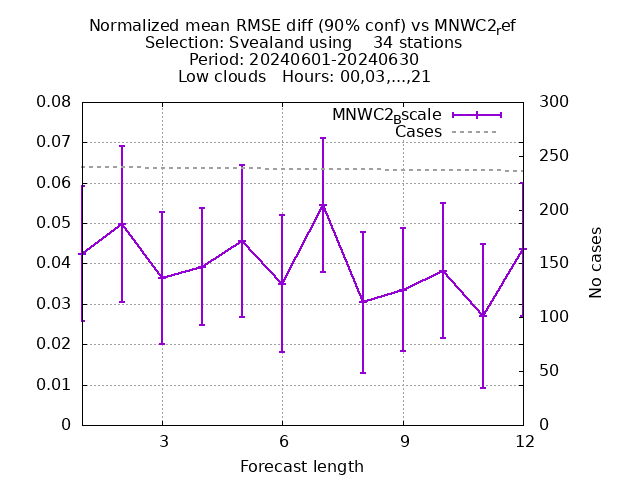 Normalized mean RMSE diff (90% conf) vs MNWC2_ref
Selection: Svealand using    34 stations
Period: 20240601-20240630
Low clouds   Hours: 00,03,...,21
MNWC2_Bscale
Cases
0.08
0.07
0.06
0.05
0.04
0.03
0.02
0.01
0
300
250
200
150
100
50
0
No cases
3 6 9 12
Forecast length